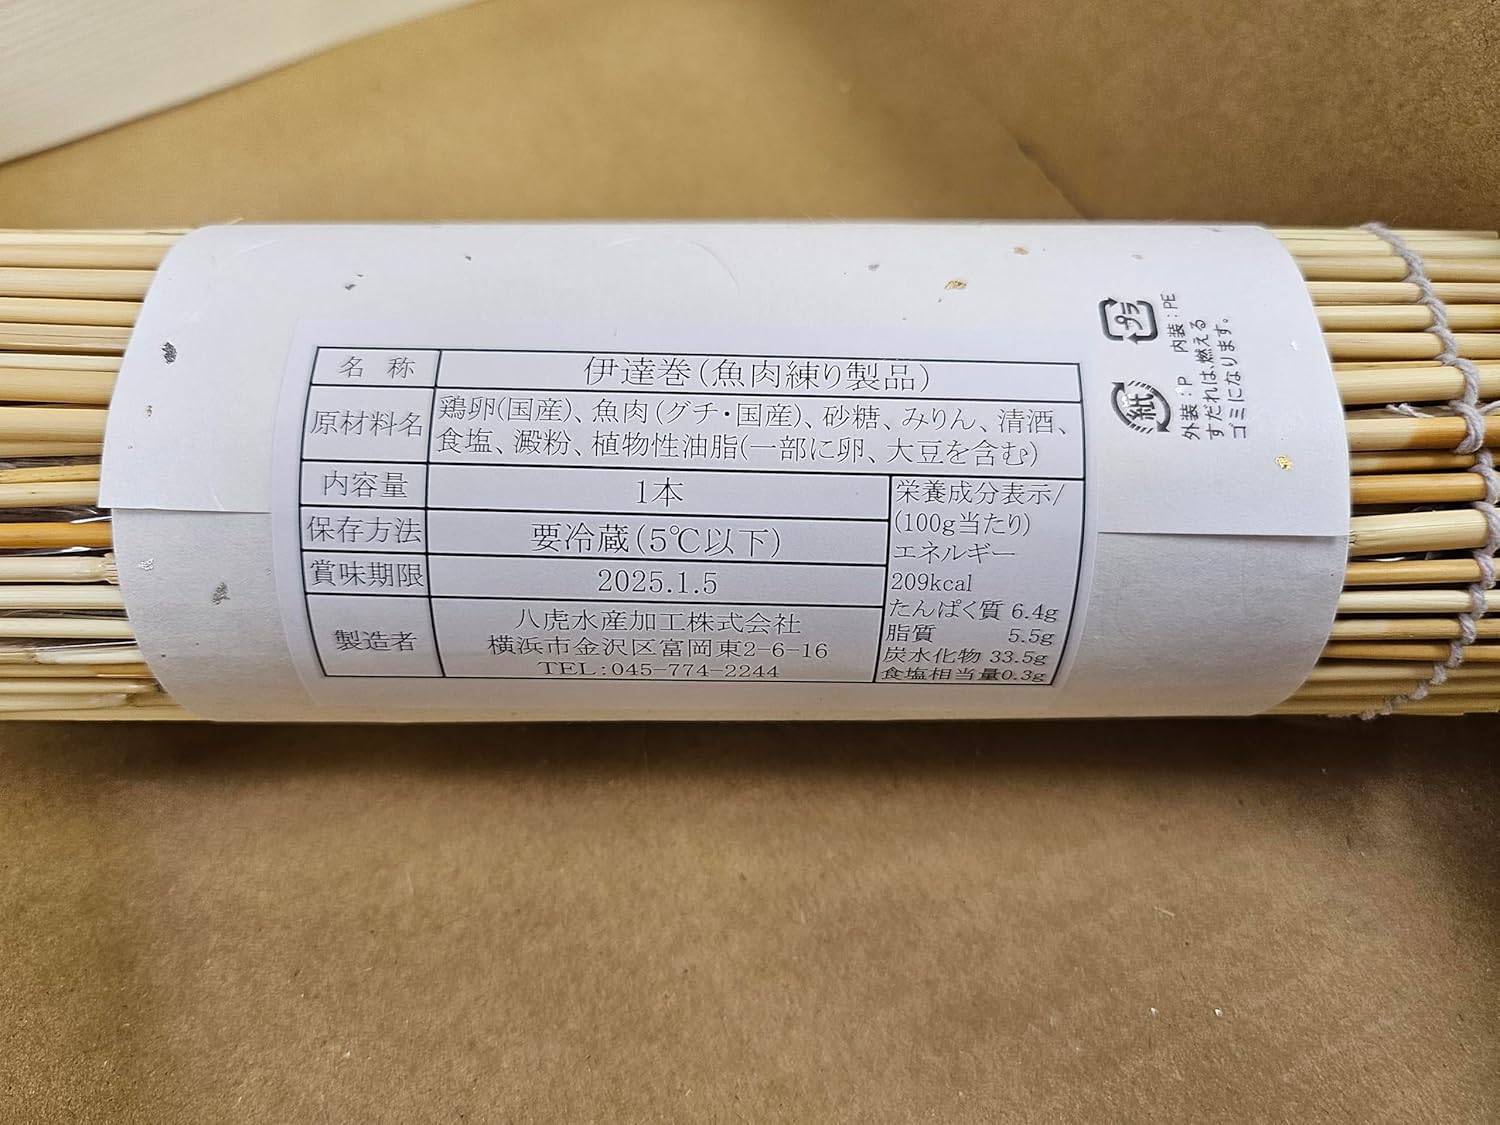 名 称 伊達巻(魚肉練り製品)
原材料名 鶏卵(国産)、魚肉(グチ・国産)、砂糖、みりん、清酒、
食塩、澱粉、植物性油脂(一部に卵、大豆を含む)
内容量 1本
保存方法 要冷蔵(5℃以下)
賞味期限 2025.1.5
製造者 八虎水産加工株式会社
横浜市金沢区富岡東2-6-16
TEL:045-774-2244
栄養成分表示/
(100g当たり)
エネルギー
209kcal
たんぱく質 6.4g
脂質 5.5g
炭水化物 33.5g
食塩相当量0.3g
プラ
紙
外装:P 内装:PE
すだれは、燃える
ゴミになります。